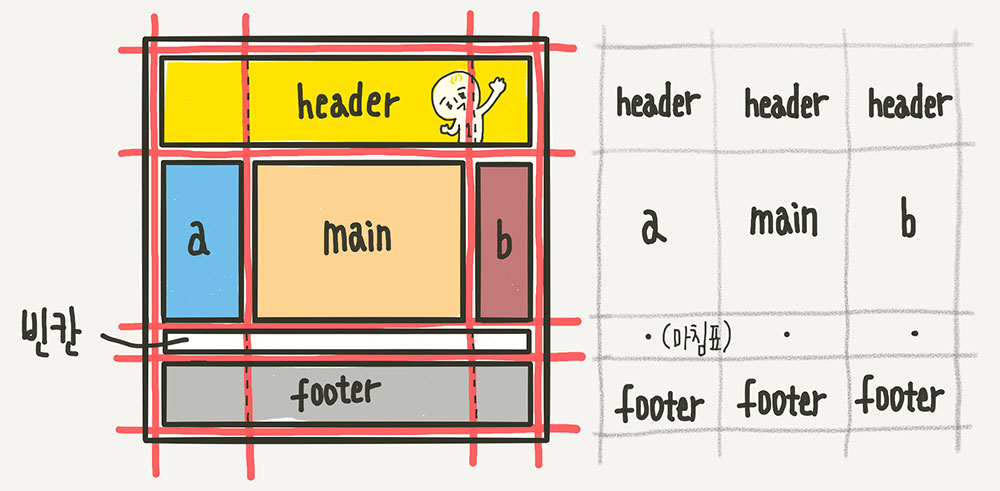 header
a main b
빈칸
footer
header header header
a main b
· (마침표) · ·
footer footer footer